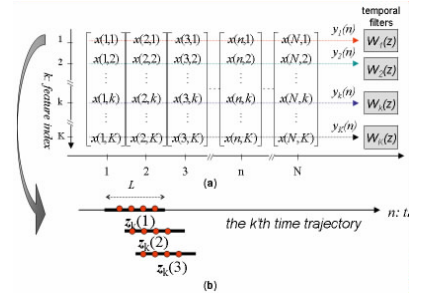 temporal
filters
y₁(n)
1 x(1,1) x(2,1) x(3,1) x(n,1) x(N,1) W₁(z)
y₂(n)
2 x(1,2) x(2,2) x(3,2) x(n,2) x(N,2) W₂(z)
k: feature index
yₖ(n)
k x(1,k) x(2,k) x(3,k) x(n,k) x(N,k) Wₖ(z)
y_K(n)
K x(1,K) x(2,K) x(3,K) x(n,K) x(N,K) W_K(z)
1 2 3 n N
(a)
L
n:
zₖ(1) the k'th time trajectory
zₖ(2)
zₖ(3)
(b)